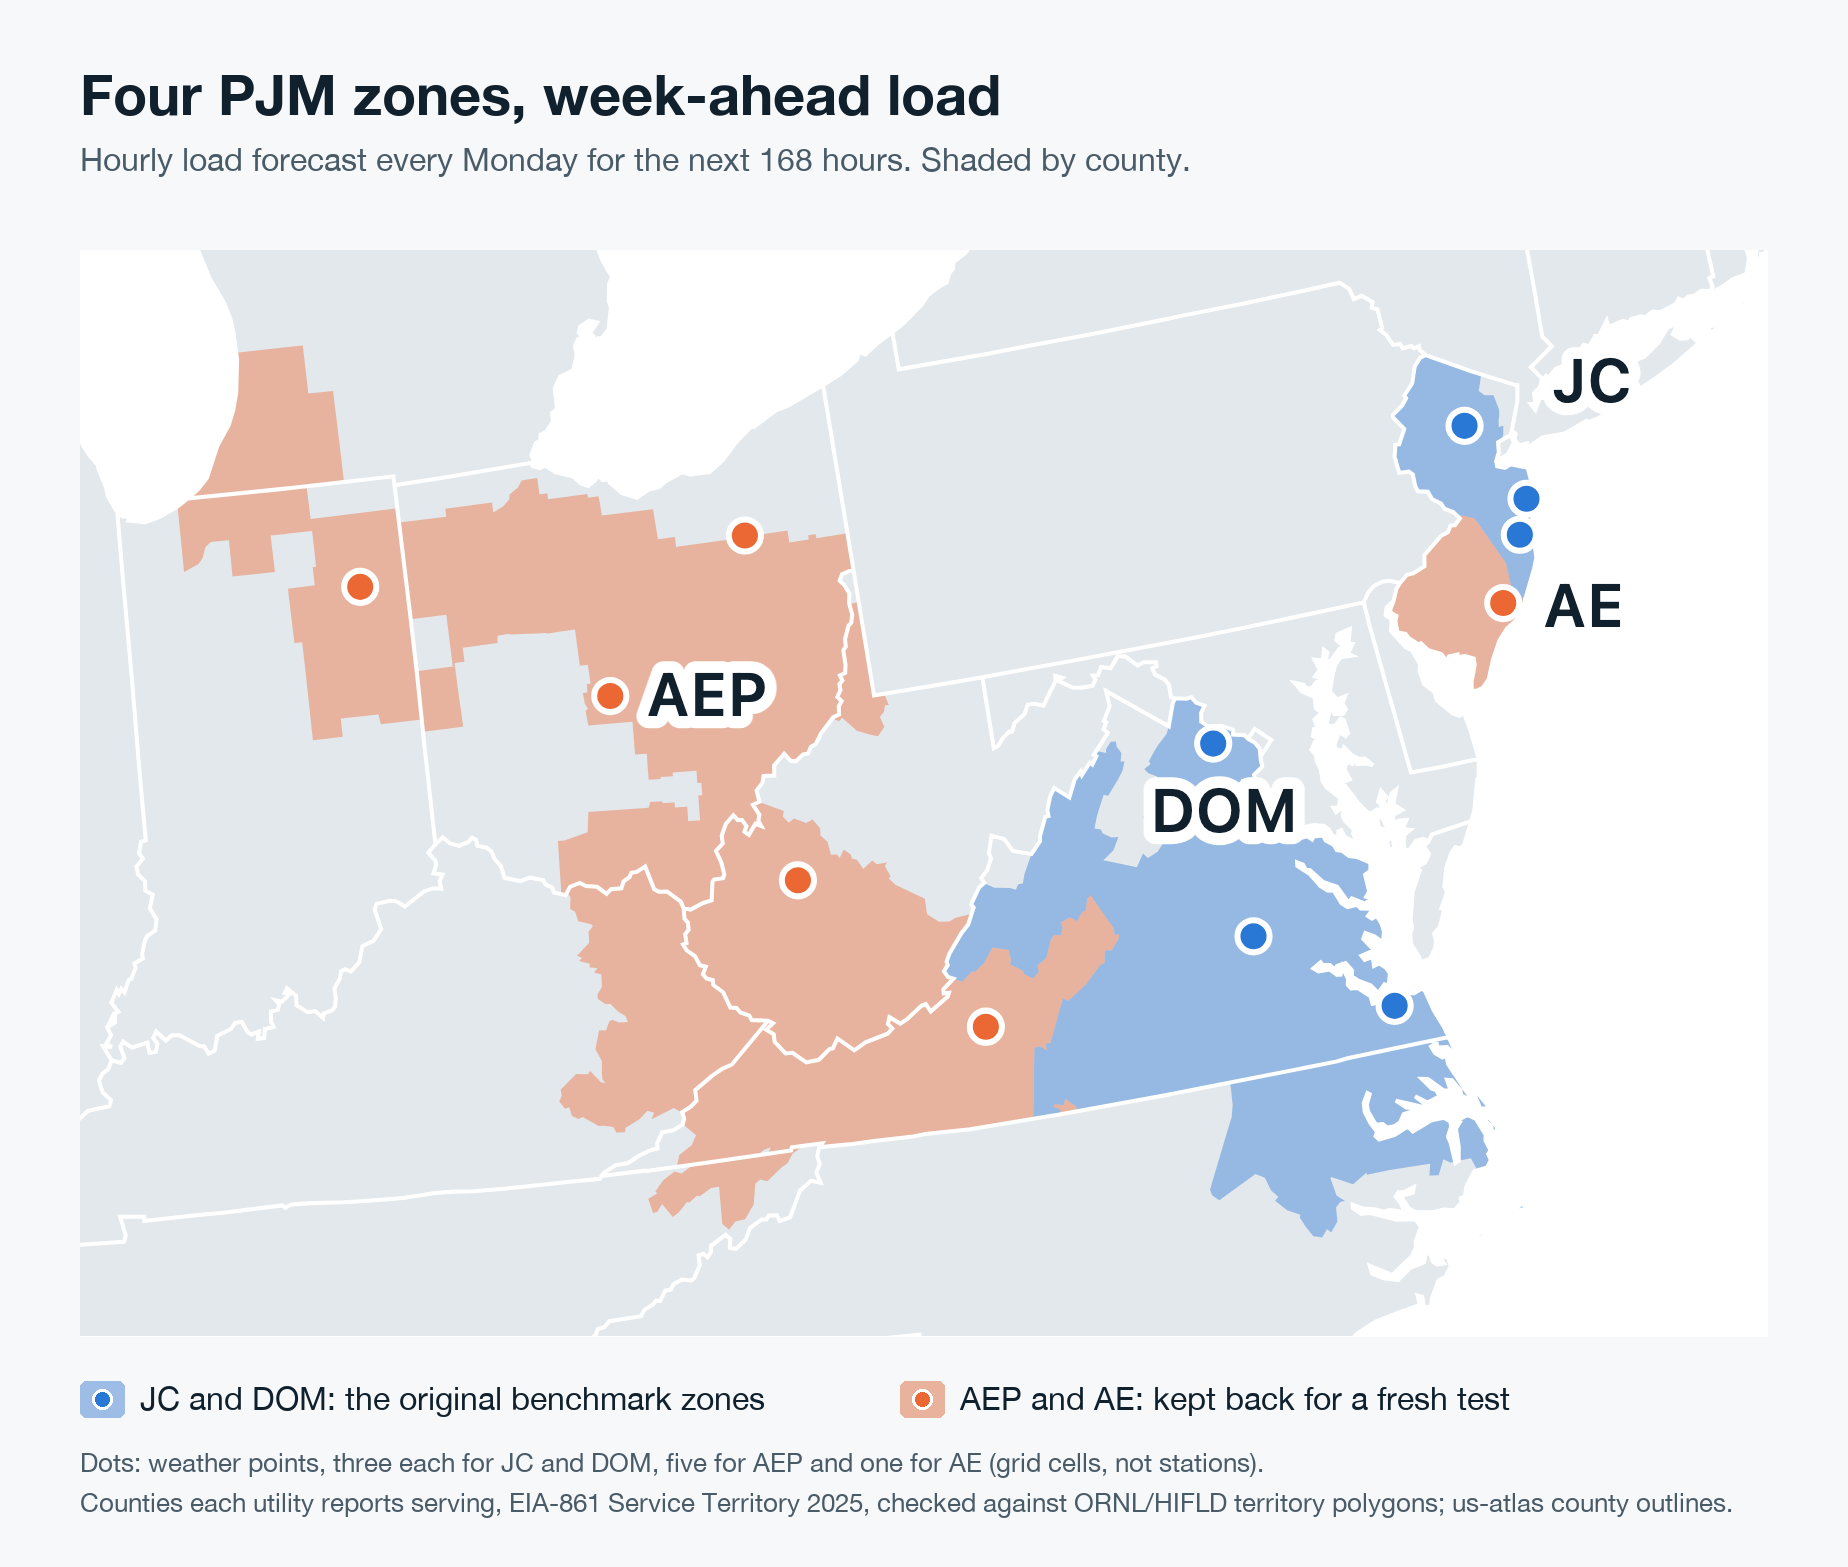 Four PJM zones, week-ahead load
Hourly load forecast every Monday for the next 168 hours. Shaded by county.
JC
AE
AEP
DOM
JC and DOM: the original benchmark zones
AEP and AE: kept back for a fresh test
Dots: weather points, three each for JC and DOM, five for AEP and one for AE (grid cells, not stations).
Counties each utility reports serving, EIA-861 Service Territory 2025, checked against ORNL/HIFLD territory polygons; us-atlas county outlines.